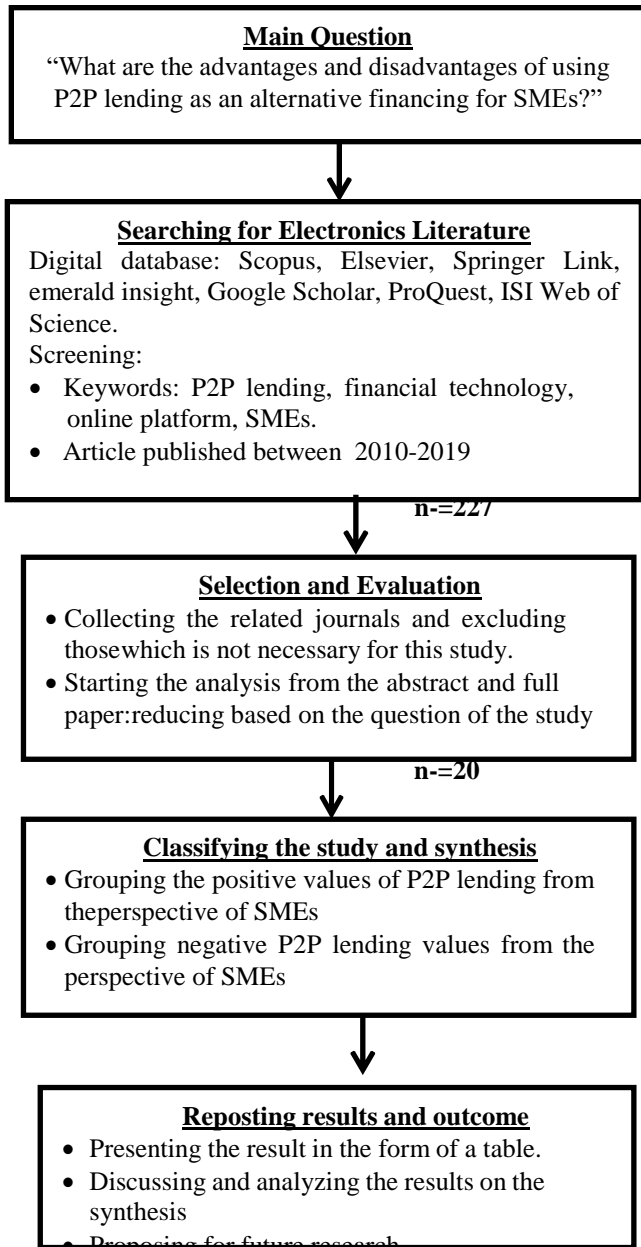 Main Question
“What are the advantages and disadvantages of using
P2P lending as an alternative financing for SMEs?”
Searching for Electronics Literature
Digital database: Scopus, Elsevier, Springer Link,
emerald insight, Google Scholar, ProQuest, ISI Web of
Science.
Screening:
• Keywords: P2P lending, financial technology,
online platform, SMEs.
• Article published between 2010-2019
n-=227
Selection and Evaluation
• Collecting the related journals and excluding
thosewhich is not necessary for this study.
• Starting the analysis from the abstract and full
paper:reducing based on the question of the study
n-=20
Classifying the study and synthesis
• Grouping the positive values of P2P lending from
theperspective of SMEs
• Grouping negative P2P lending values from the
perspective of SMEs
Reposting results and outcome
• Presenting the result in the form of a table.
• Discussing and analyzing the results on the
synthesis
• Proposing for future research